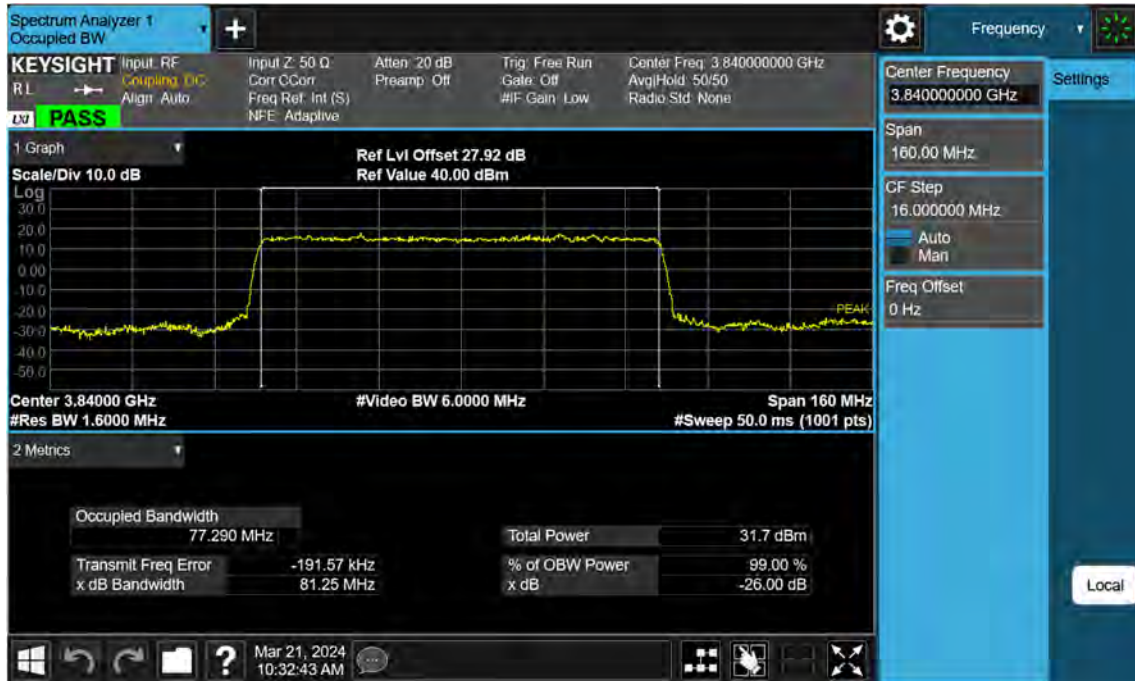 Spectrum Analyzer 1
Occupied BW
+
Frequency
KEYSIGHT
RL
LXI PASS
Input: RF
Coupling: DC
Align: Auto
Input Z: 50 Ω
Corr CCorr
Freq Ref: Int (S)
NFE: Adaptive
Atten: 20 dB
Preamp: Off
Trig: Free Run
Gate: Off
#IF Gain: Low
Center Freq: 3.840000000 GHz
Avg|Hold: 50/50
Radio Std: None
1 Graph
Scale/Div 10.0 dB
Ref Lvl Offset 27.92 dB
Ref Value 40.00 dBm
Log
30.0
20.0
10.0
0.00
-10.0
-20.0
-30.0
-40.0
-50.0
PEAK
Center 3.84000 GHz
#Video BW 6.0000 MHz
Span 160 MHz
#Res BW 1.6000 MHz
#Sweep 50.0 ms (1001 pts)
2 Metrics
Occupied Bandwidth
77.290 MHz
Total Power 31.7 dBm
Transmit Freq Error -191.57 kHz
% of OBW Power 99.00 %
x dB Bandwidth 81.25 MHz
x dB -26.00 dB
Center Frequency
3.840000000 GHz
Settings
Span
160.00 MHz
CF Step
16.000000 MHz
Auto
Man
Freq Offset
0 Hz
Local
?
Mar 21, 2024
10:32:43 AM